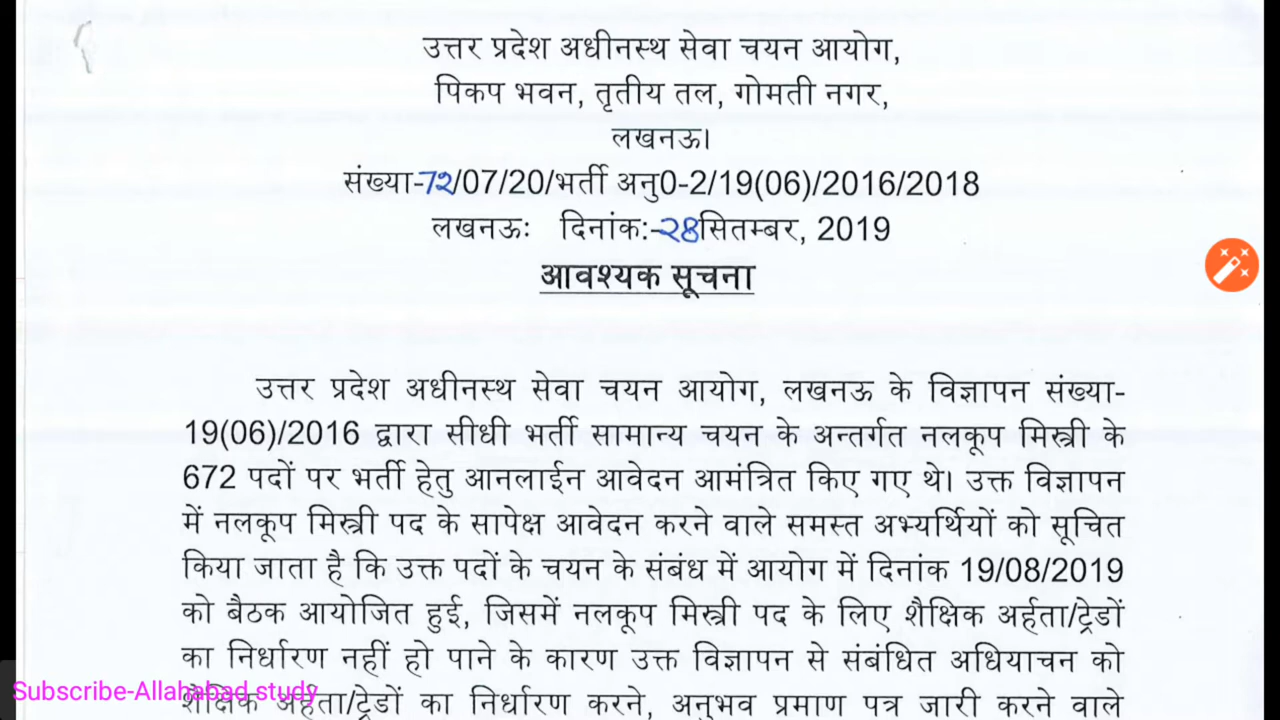 उत्तर प्रदेश अधीनस्थ सेवा चयन आयोग,
पिकप भवन, तृतीय तल, गोमती नगर,
लखनऊ।
संख्या-72/07/20/भर्ती अनु0-2/19(06)/2016/2018
लखनऊः दिनांक:-28सितम्बर, 2019
आवश्यक सूचना
उत्तर प्रदेश अधीनस्थ सेवा चयन आयोग, लखनऊ के विज्ञापन संख्या-
19(06)/2016 द्वारा सीधी भर्ती सामान्य चयन के अन्तर्गत नलकूप मिस्त्री के
672 पदों पर भर्ती हेतु आनलाईन आवेदन आमंत्रित किए गए थे। उक्त विज्ञापन
में नलकूप मिस्त्री पद के सापेक्ष आवेदन करने वाले समस्त अभ्यर्थियों को सूचित
किया जाता है कि उक्त पदों के चयन के संबंध में आयोग में दिनांक 19/08/2019
को बैठक आयोजित हुई, जिसमें नलकूप मिस्त्री पद के लिए शैक्षिक अर्हता/ट्रेडों
का निर्धारण नहीं हो पाने के कारण उक्त विज्ञापन से संबंधित अधियाचन को
शैक्षिक अर्हता/ट्रेडों का निर्धारण करने, अनुभव प्रमाण पत्र जारी करने वाले
Subscribe-Allahabad study